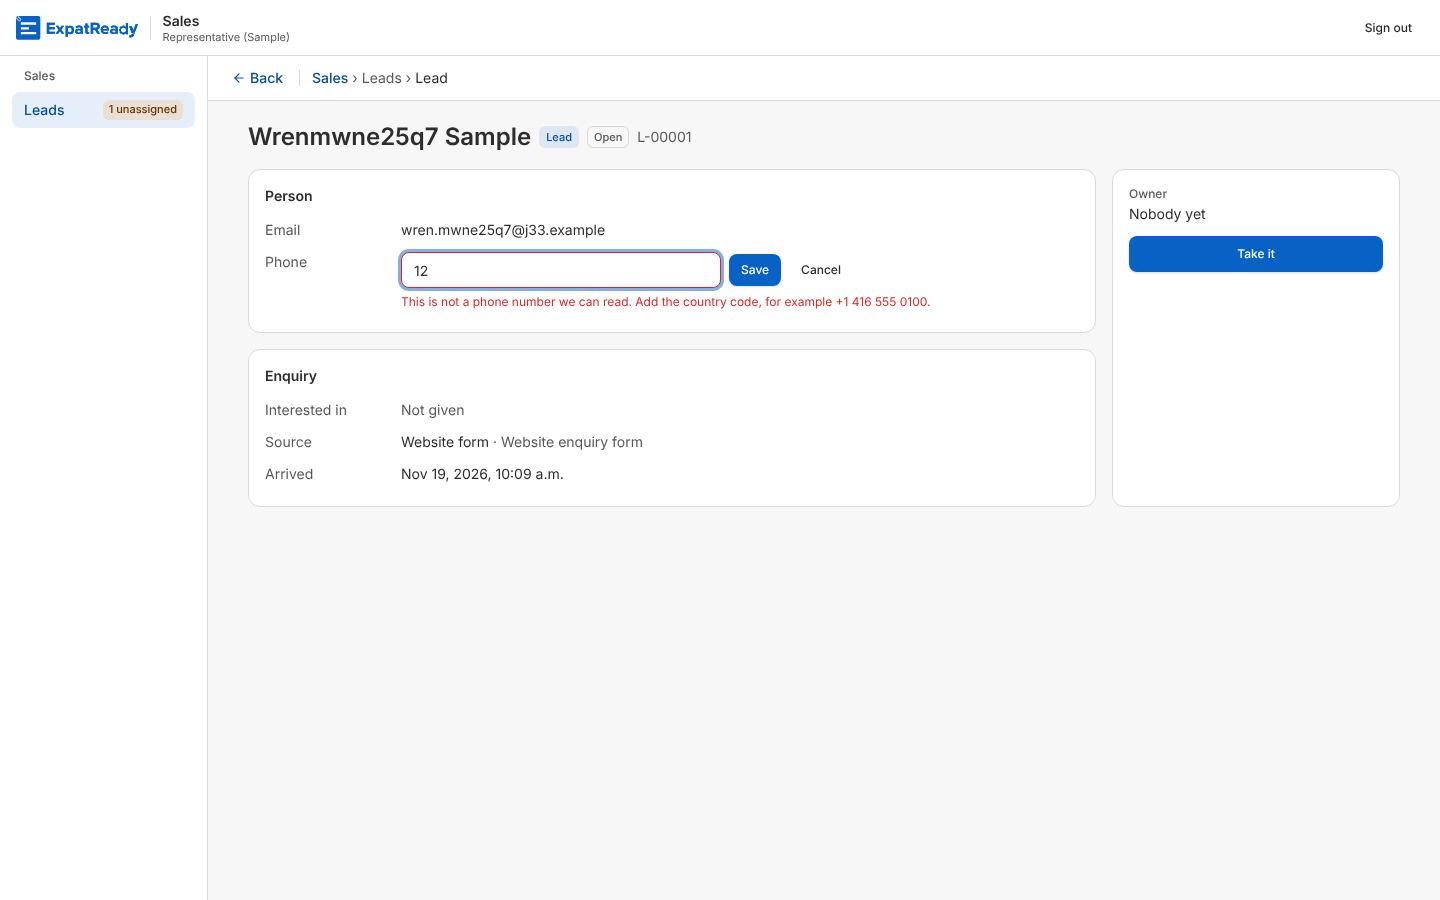 ExpatReady
Sales
Representative (Sample)
Sign out
Sales
Leads
1 unassigned
← Back
Sales › Leads › Lead
Wrenmwne25q7 Sample
Lead
Open
L-00001
Person
Email
wren.mwne25q7@j33.example
Phone
12
Save
Cancel
This is not a phone number we can read. Add the country code, for example +1 416 555 0100.
Owner
Nobody yet
Take it
Enquiry
Interested in
Not given
Source
Website form · Website enquiry form
Arrived
Nov 19, 2026, 10:09 a.m.